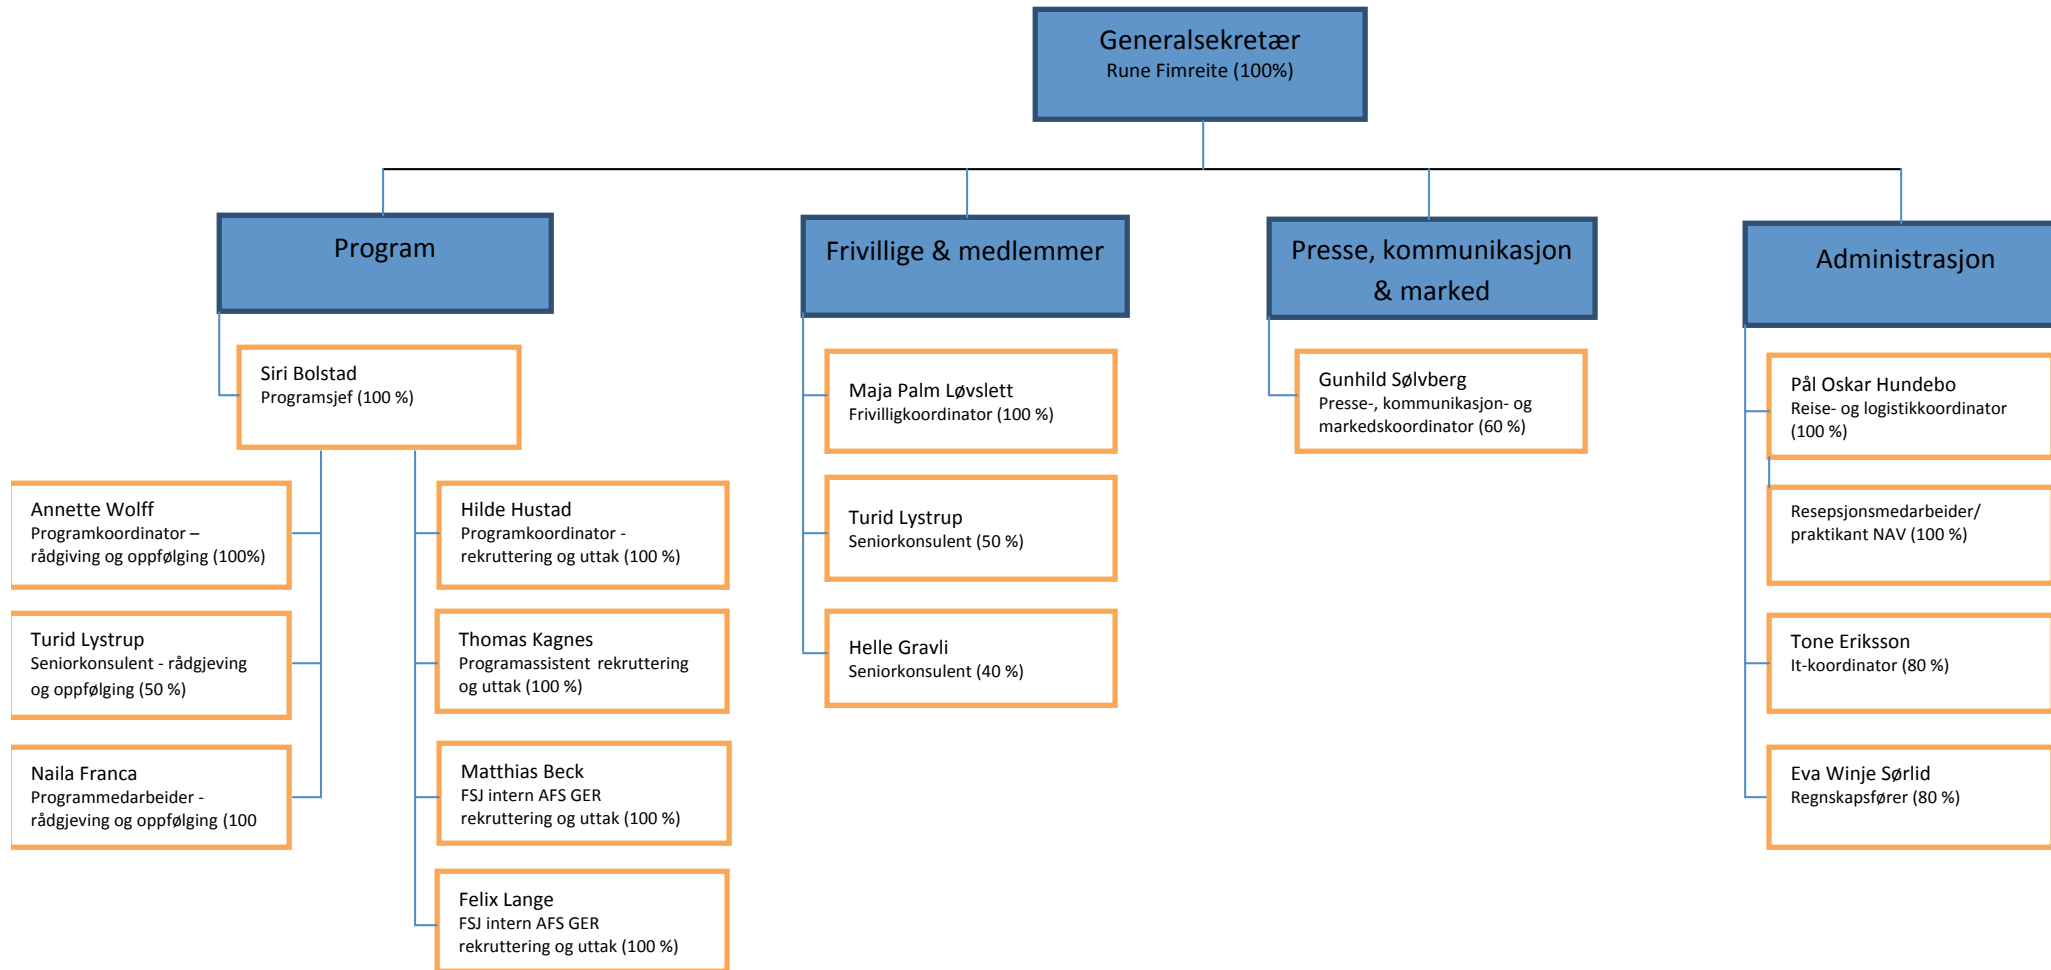 Generalsekretær
Rune Fimreite (100%)
Program
Frivillige & medlemmer
Presse, kommunikasjon
& marked
Administrasjon
Siri Bolstad
Programsjef (100 %)
Annette Wolff
Programkoordinator –
rådgiving og oppfølging (100%)
Turid Lystrup
Seniorkonsulent - rådgjeving
og oppfølging (50 %)
Naila Franca
Programmedarbeider -
rådgjeving og oppfølging (100
Hilde Hustad
Programkoordinator -
rekruttering og uttak (100 %)
Thomas Kagnes
Programassistent rekruttering
og uttak (100 %)
Matthias Beck
FSJ intern AFS GER
rekruttering og uttak (100 %)
Felix Lange
FSJ intern AFS GER
rekruttering og uttak (100 %)
Maja Palm Løvslett
Frivilligkoordinator (100 %)
Turid Lystrup
Seniorkonsulent (50 %)
Helle Gravli
Seniorkonsulent (40 %)
Gunhild Sølvberg
Presse-, kommunikasjon- og
markedskoordinator (60 %)
Pål Oskar Hundebo
Reise- og logistikkoordinator
(100 %)
Resepsjonsmedarbeider/
praktikant NAV (100 %)
Tone Eriksson
It-koordinator (80 %)
Eva Winje Sørlid
Regnskapsfører (80 %)